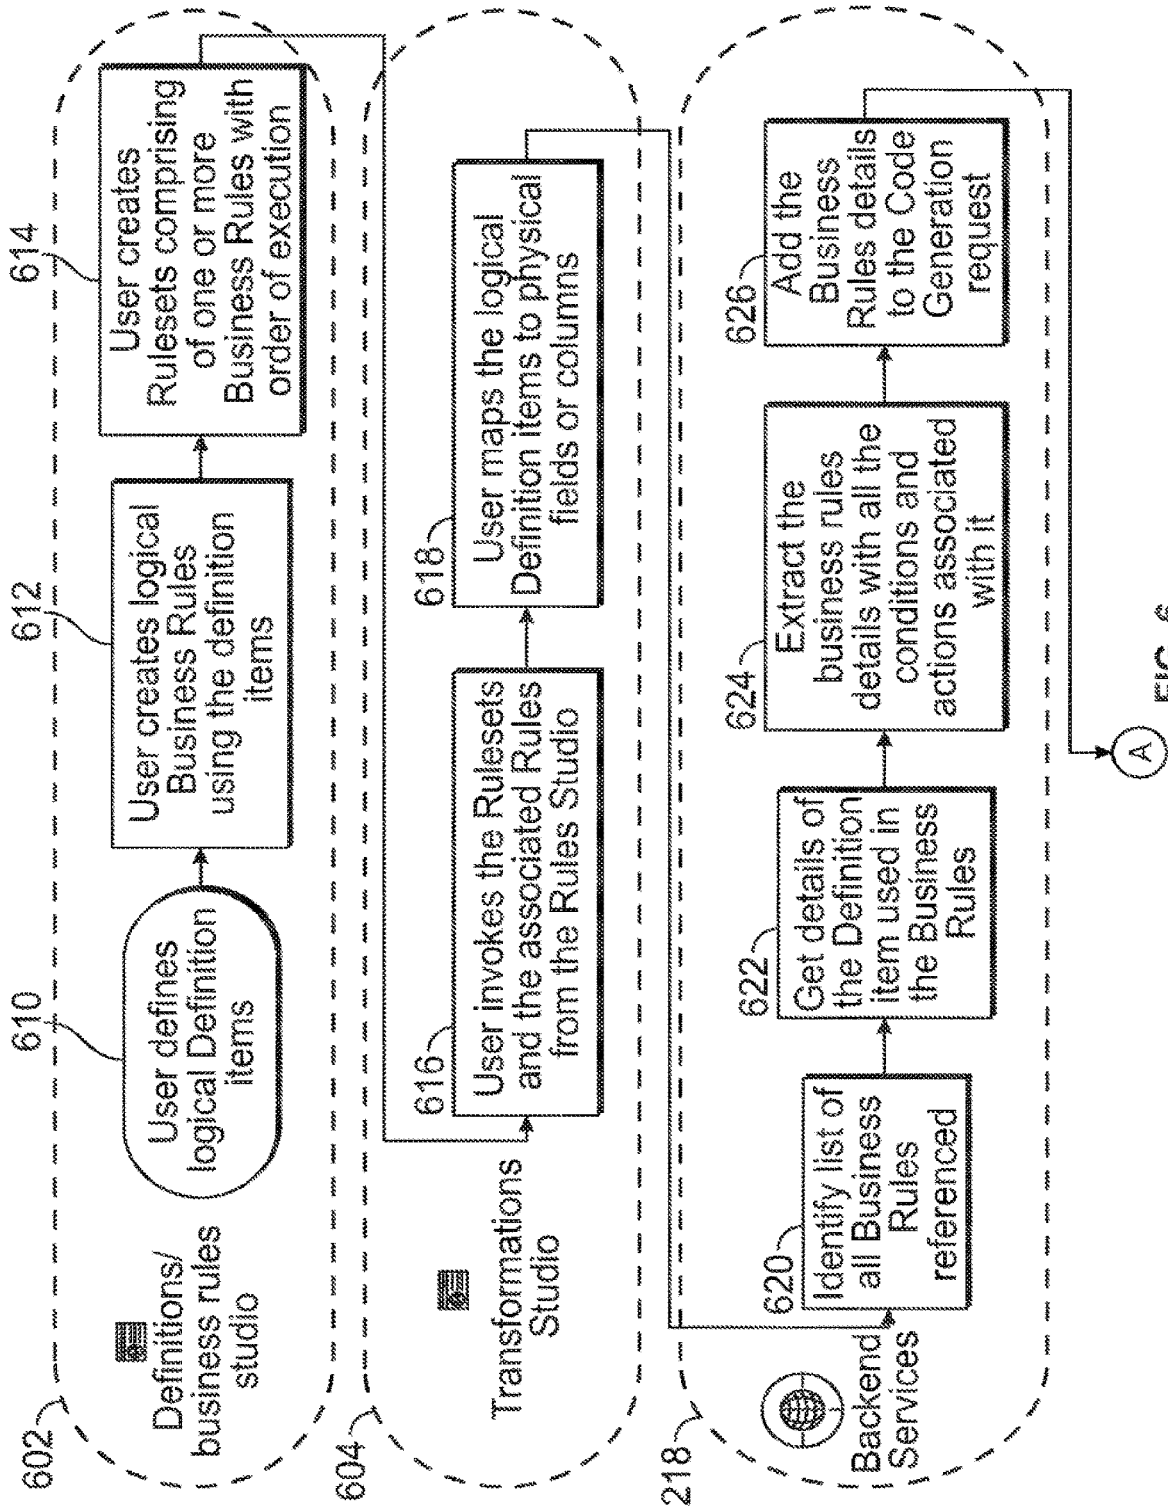 602
Definitions/
business rules
studio
610
User defines
logical Definition
items
612
User creates logical
Business Rules
using the definition
items
614
User creates
Rulesets comprising
of one or more
Business Rules with
order of execution
604
Transformations
Studio
616
User invokes the Rulesets
and the associated Rules
from the Rules Studio
618
User maps the logical
Definition items to physical
fields or columns
218
Backend
Services
620
Identify list of
all Business
Rules
referenced
622
Get details of
the Definition
item used in
the Business
Rules
624
Extract the
business rules
details with all the
conditions and
actions associated
with it
626
Add the
Business
Rules details
to the Code
Generation
request
A
FIG. 6